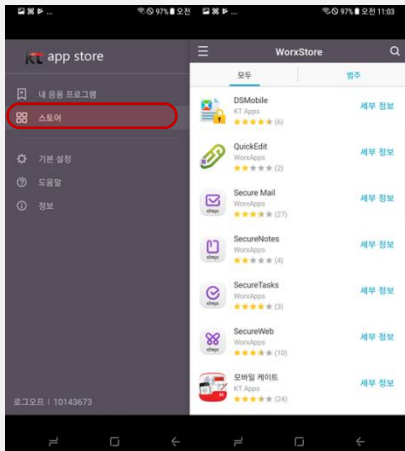 97% 오전
kt app store
내 응용 프로그램
스토어
기본 설정
도움말
정보
로그오프 | 10143673
97% 오전 11:03
WorxStore
모두
범주
DSMobile
KT Apps
(6)
세부 정보
QuickEdit
WorxApps
(2)
세부 정보
citrix
Secure Mail
WorxApps
(27)
세부 정보
citrix
SecureNotes
WorxApps
(4)
세부 정보
citrix
SecureTasks
WorxApps
(3)
세부 정보
citrix
SecureWeb
WorxApps
(10)
세부 정보
모바일 게이트
KT Apps
(24)
세부 정보